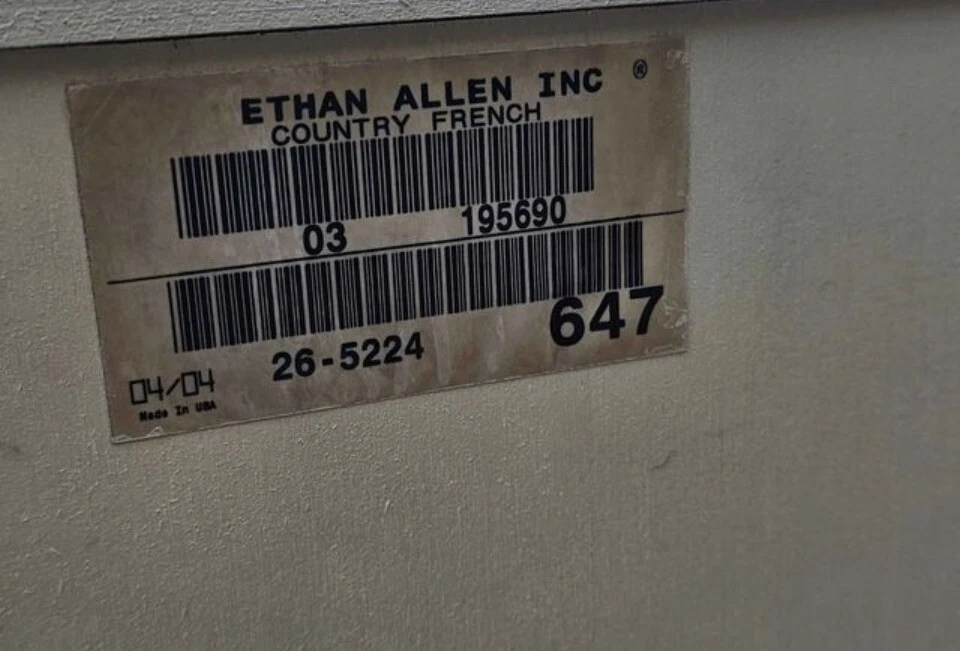 ETHAN ALLEN INC ®
COUNTRY FRENCH
03 195690
26-5224 647
04/04
Made In USA